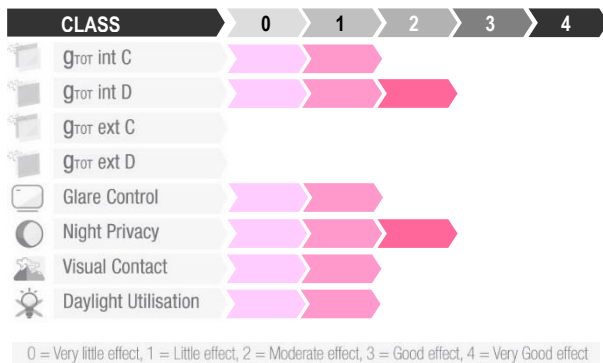 CLASS 0 1 2 3 4
gTOT int C
gTOT int D
gTOT ext C
gTOT ext D
Glare Control
Night Privacy
Visual Contact
Daylight Utilisation
0 = Very little effect, 1 = Little effect, 2 = Moderate effect, 3 = Good effect, 4 = Very Good effect